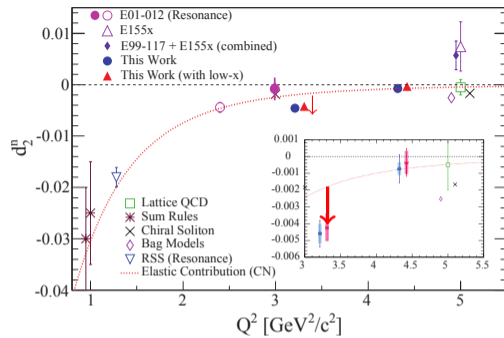 E01-012 (Resonance)
E155x
E99-117 + E155x (combined)
This Work
This Work (with low-x)
0.01
0
-0.01
-0.02
-0.03
-0.04
d₂ⁿ
Lattice QCD
Sum Rules
Chiral Soliton
Bag Models
RSS (Resonance)
Elastic Contribution (CN)
0.001
0
-0.001
-0.002
-0.003
-0.004
-0.005
-0.006
3 3.5 4 4.5 5 5.5
1 2 3 4 5
Q² [GeV²/c²]